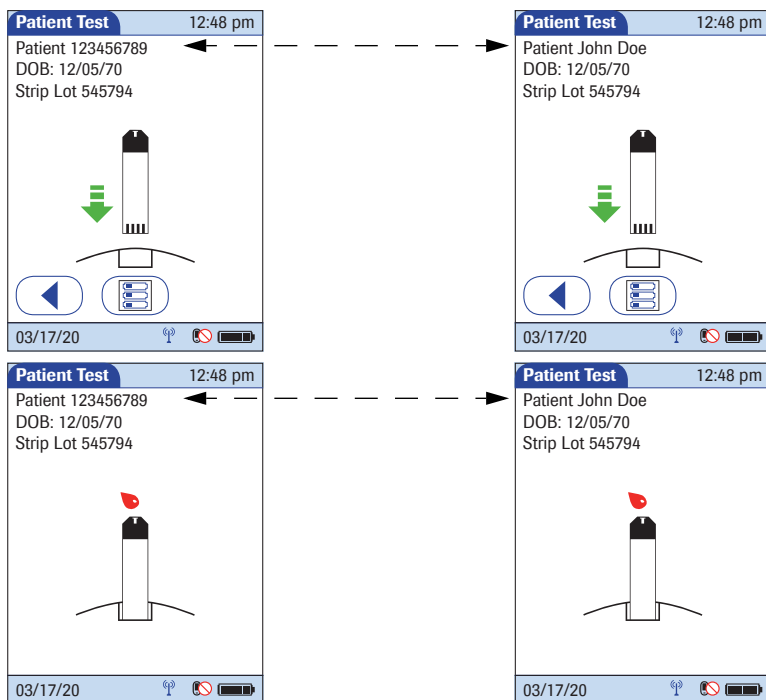 Patient Test 12:48 pm
Patient 123456789
DOB: 12/05/70
Strip Lot 545794
03/17/20
Patient Test 12:48 pm
Patient John Doe
DOB: 12/05/70
Strip Lot 545794
03/17/20
Patient Test 12:48 pm
Patient 123456789
DOB: 12/05/70
Strip Lot 545794
03/17/20
Patient Test 12:48 pm
Patient John Doe
DOB: 12/05/70
Strip Lot 545794
03/17/20